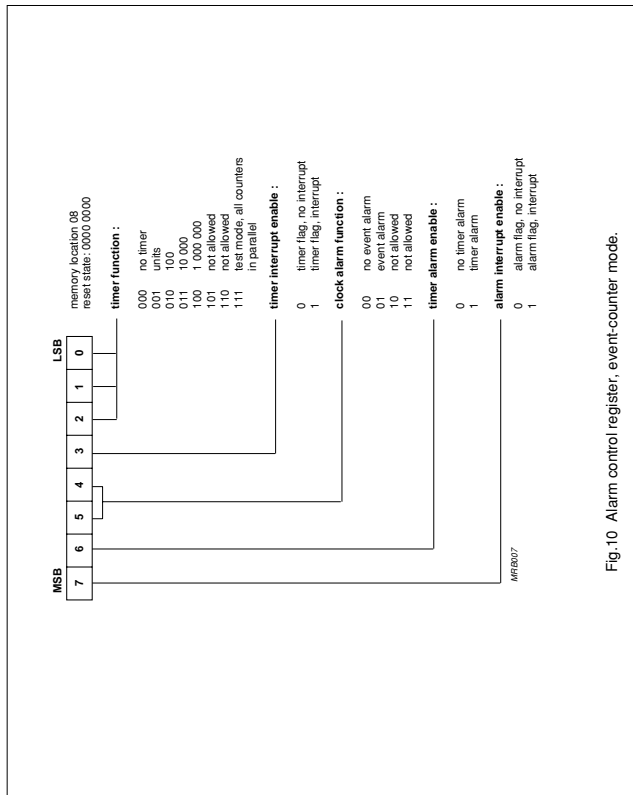 MSB LSB
7 6 5 4 3 2 1 0
memory location 08
reset state : 0000 0000
timer function :
000 no timer
001 units
010 100
011 10 000
100 1 000 000
101 not allowed
110 not allowed
111 test mode, all counters
in parallel
timer interrupt enable :
0 timer flag, no interrupt
1 timer flag, interrupt
clock alarm function :
00 no event alarm
01 event alarm
10 not allowed
11 not allowed
timer alarm enable :
0 no timer alarm
1 timer alarm
alarm interrupt enable :
0 alarm flag, no interrupt
1 alarm flag, interrupt
MRB007
Fig.10 Alarm control register, event-counter mode.